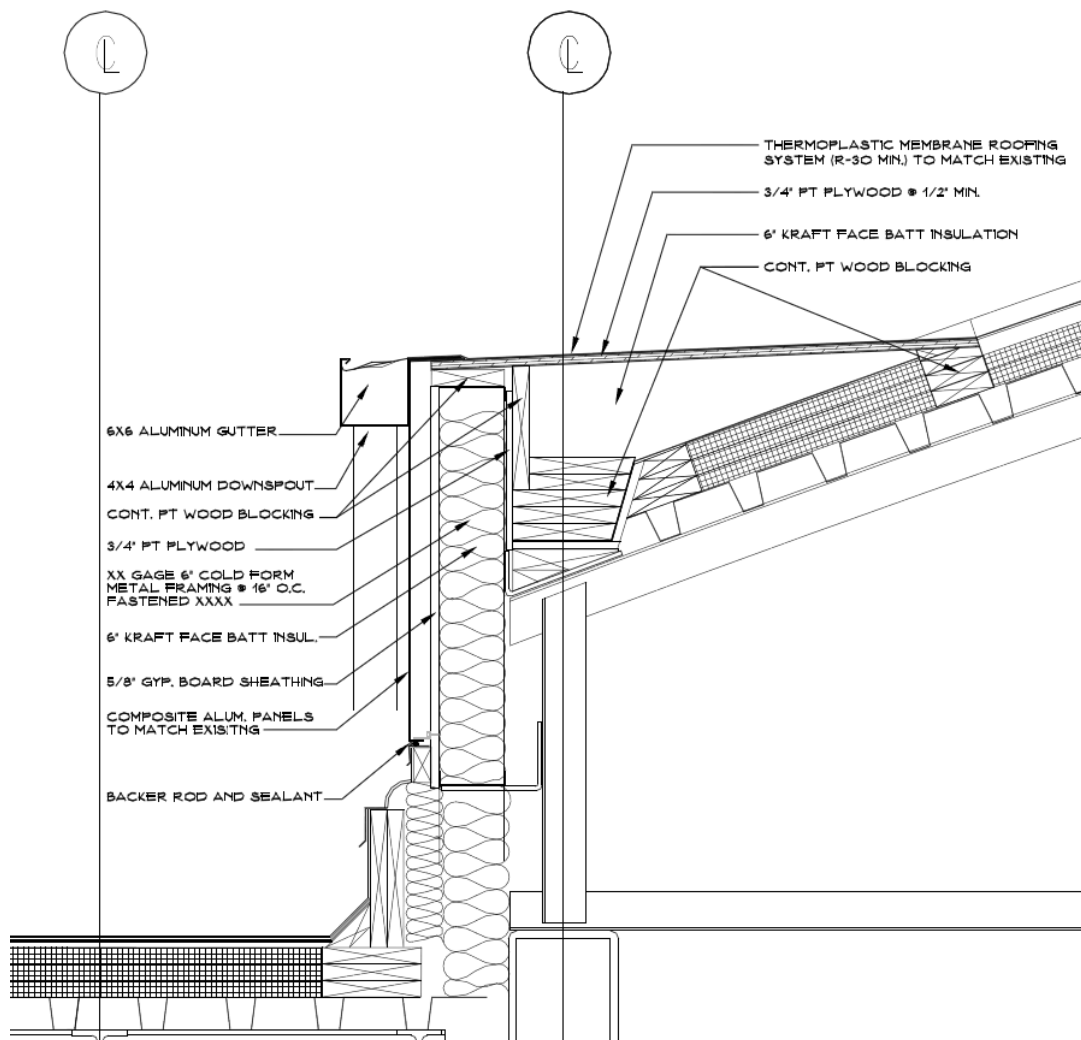 ℄
℄
THERMOPLASTIC MEMBRANE ROOFING
SYSTEM (R-30 MIN.) TO MATCH EXISTING
3/4" PT PLYWOOD @ 1/2" MIN.
6" KRAFT FACE BATT INSULATION
CONT. PT WOOD BLOCKING
6X6 ALUMINUM GUTTER
4X4 ALUMINUM DOWNSPOUT
CONT. PT WOOD BLOCKING
3/4" PT PLYWOOD
XX GAGE 6" COLD FORM
METAL FRAMING @ 16" O.C.
FASTENED XXXX
6" KRAFT FACE BATT INSUL.
5/8" GYP. BOARD SHEATHING
COMPOSITE ALUM. PANELS
TO MATCH EXISITNG
BACKER ROD AND SEALANT